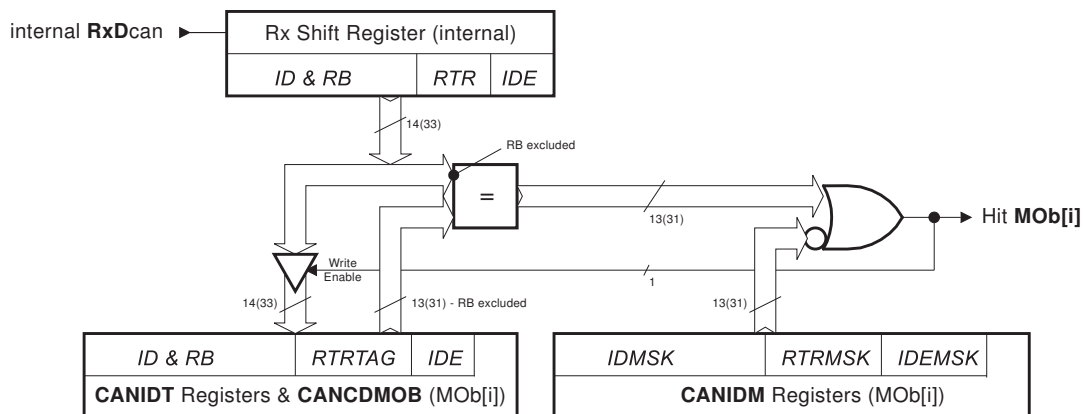 internal RxDcan
Rx Shift Register (internal)
ID & RB RTR IDE
14(33)
RB excluded
=
13(31)
Hit MOb[i]
Write
Enable
1
14(33)
13(31) - RB excluded
13(31)
ID & RB RTRTAG IDE
CANIDT Registers & CANCDMOB (MOb[i])
IDMSK RTRMSK IDEMSK
CANIDM Registers (MOb[i])